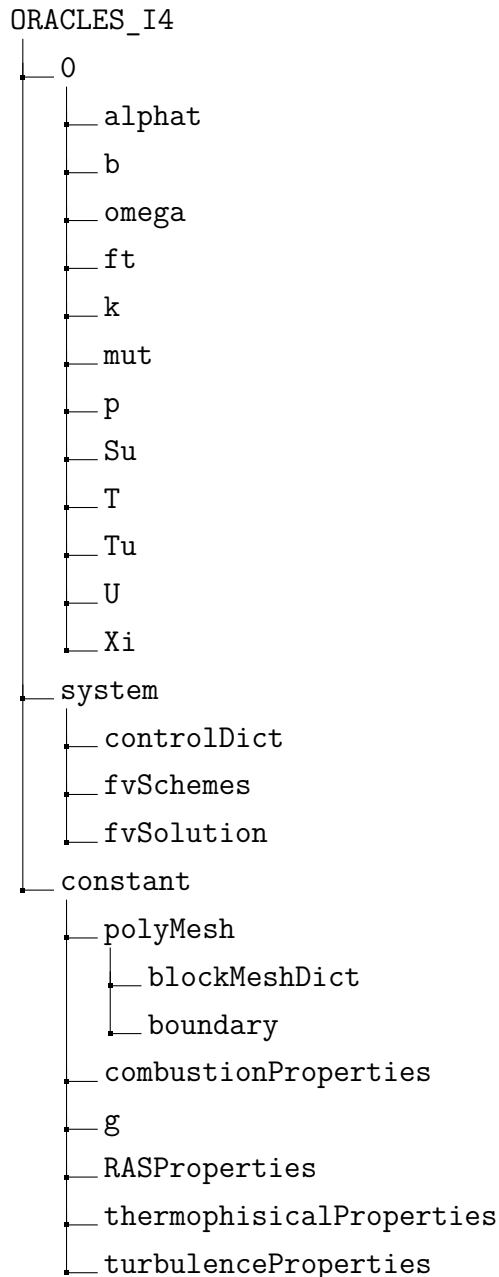 ORACLES_I4
0
alphat
b
omega
ft
k
mut
p
Su
T
Tu
U
Xi
system
controlDict
fvSchemes
fvSolution
constant
polyMesh
blockMeshDict
boundary
combustionProperties
g
RASProperties
thermophisicalProperties
turbulenceProperties